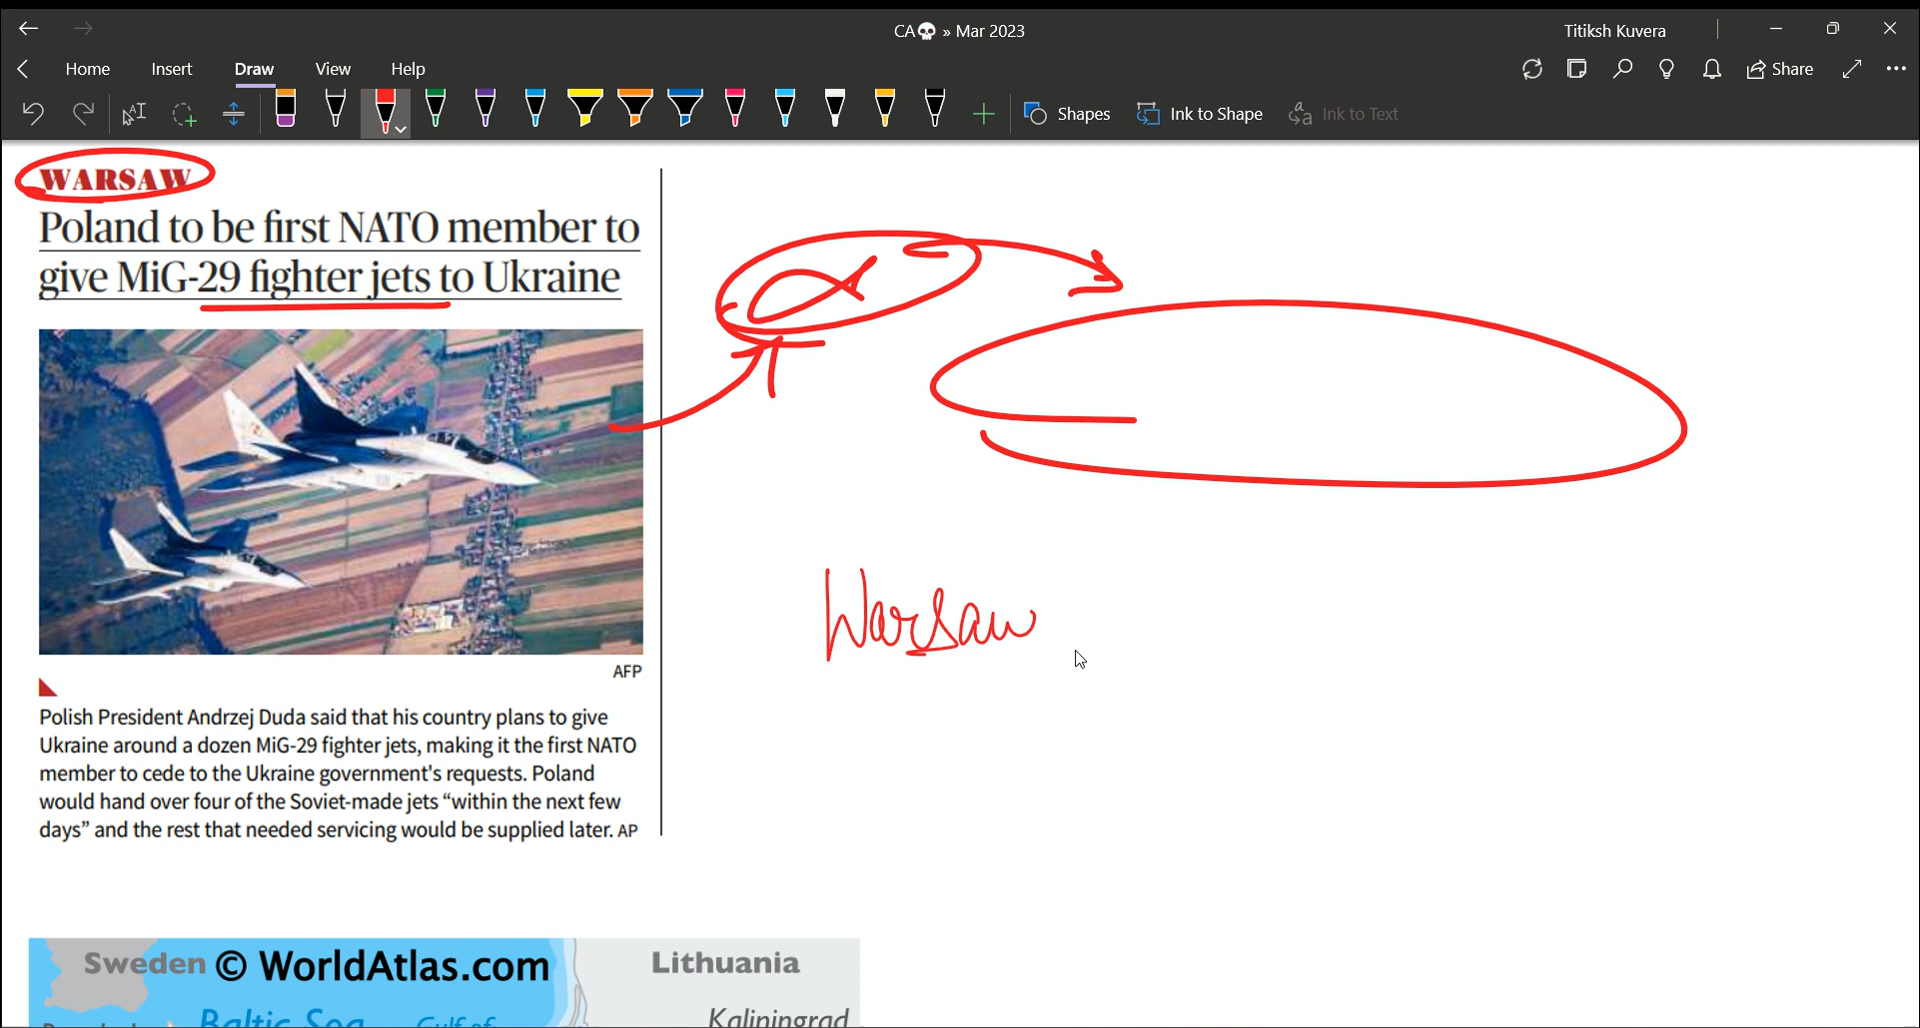 CA💀 » Mar 2023
Titiksh Kuvera
Home Insert Draw View Help
Share
Shapes Ink to Shape Ink to Text
WARSAW
Poland to be first NATO member to
give MiG-29 fighter jets to Ukraine
AFP
Polish President Andrzej Duda said that his country plans to give
Ukraine around a dozen MiG-29 fighter jets, making it the first NATO
member to cede to the Ukraine government's requests. Poland
would hand over four of the Soviet-made jets “within the next few
days” and the rest that needed servicing would be supplied later. AP
Warsaw
Sweden © WorldAtlas.com Lithuania
Baltic Sea Gulf of Kaliningrad